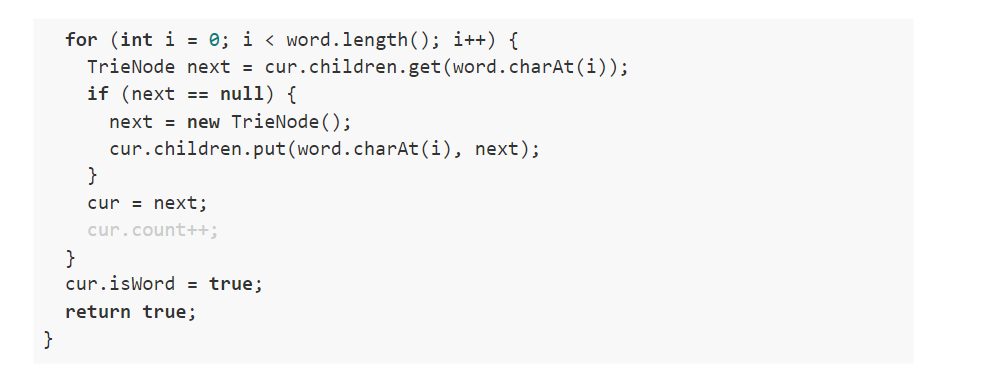 for (int i = 0; i < word.length(); i++) {
TrieNode next = cur.children.get(word.charAt(i));
if (next == null) {
next = new TrieNode();
cur.children.put(word.charAt(i), next);
}
cur = next;
cur.count++;
}
cur.isWord = true;
return true;
}